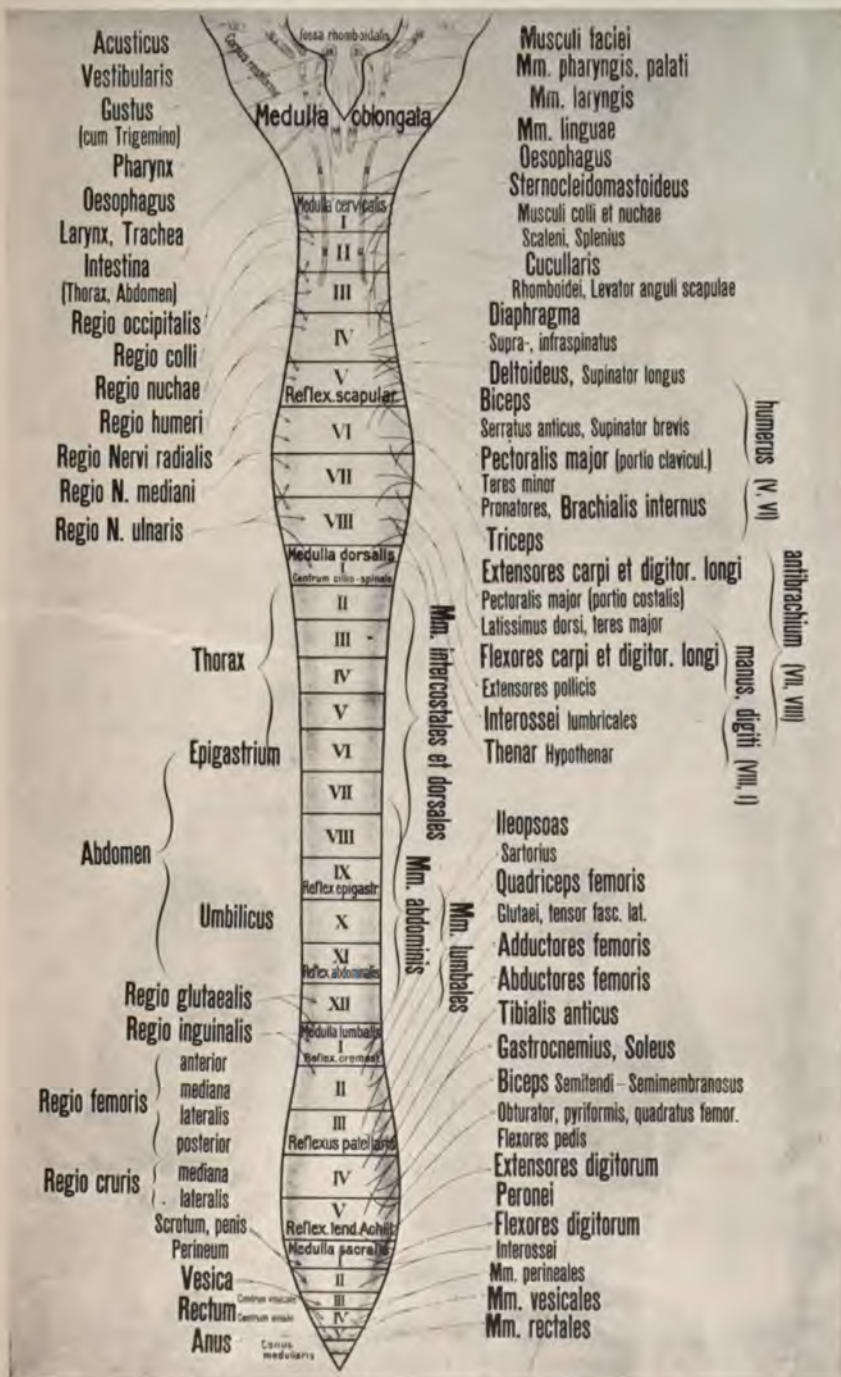 Acusticus
Vestibularis
Gustus
(cum Trigemino)
Pharynx
Oesophagus
Larynx, Trachea
Intestina
(Thorax, Abdomen)
Regio occipitalis
Regio colli
Regio nuchae
Regio humeri
Regio Nervi radialis
Regio N. mediani
Regio N. ulnaris
Thorax
Epigastrium
Abdomen
Umbilicus
Regio glutaealis
Regio inguinalis
Regio femoris
anterior
mediana
lateralis
posterior
Regio cruris
mediana
lateralis
Scrotum, penis
Perineum
Vesica
Rectum
Anus
fossa rhomboidalis
Corpus restiforme
Medulla oblongata
Medulla cervicalis
I
II
III
IV
V
Reflex. scapular.
VI
VII
VIII
Medulla dorsalis
I
Centrum cilio-spinale
II
III
IV
V
VI
VII
VIII
IX
Reflex epigastr.
X
XI
Reflex. abdominalis
XII
Medulla lumbalis
I
Reflex. cremast.
II
III
Reflexus patellaris
IV
V
Reflex. tend. Achill.
Medulla sacralis
I
II
Centrum vesicale
III
Centrum anale
IV
V
Conus
medullaris
Mm. intercostales et dorsales
Mm. abdominis
Mm. lumbales
Musculi faciei
Mm. pharyngis, palati
Mm. laryngis
Mm. linguae
Oesophagus
Sternocleidomastoideus
Musculi colli et nuchae
Scaleni, Splenius
Cucullaris
Rhomboidei, Levator anguli scapulae
Diaphragma
Supra-, infraspinatus
Deltoideus, Supinator longus
Biceps
Serratus anticus, Supinator brevis
Pectoralis major (portio clavicul.)
Teres minor
Pronatores, Brachialis internus
Triceps
Extensores carpi et digitor. longi
Pectoralis major (portio costalis)
Latissimus dorsi, teres major
Flexores carpi et digitor. longi
Extensores pollicis
Interossei lumbricales
Thenar Hypothenar
humerus (V, VI)
antibrachium (VII, VIII)
manus, digiti (VIII, I)
Ileopsoas
Sartorius
Quadriceps femoris
Glutaei, tensor fasc. lat.
Adductores femoris
Abductores femoris
Tibialis anticus
Gastrocnemius, Soleus
Biceps Semitendi-Semimembranosus
Obturator, pyriformis, quadratus femor.
Flexores pedis
Extensores digitorum
Peronei
Flexores digitorum
Interossei
Mm. perineales
Mm. vesicales
Mm. rectales